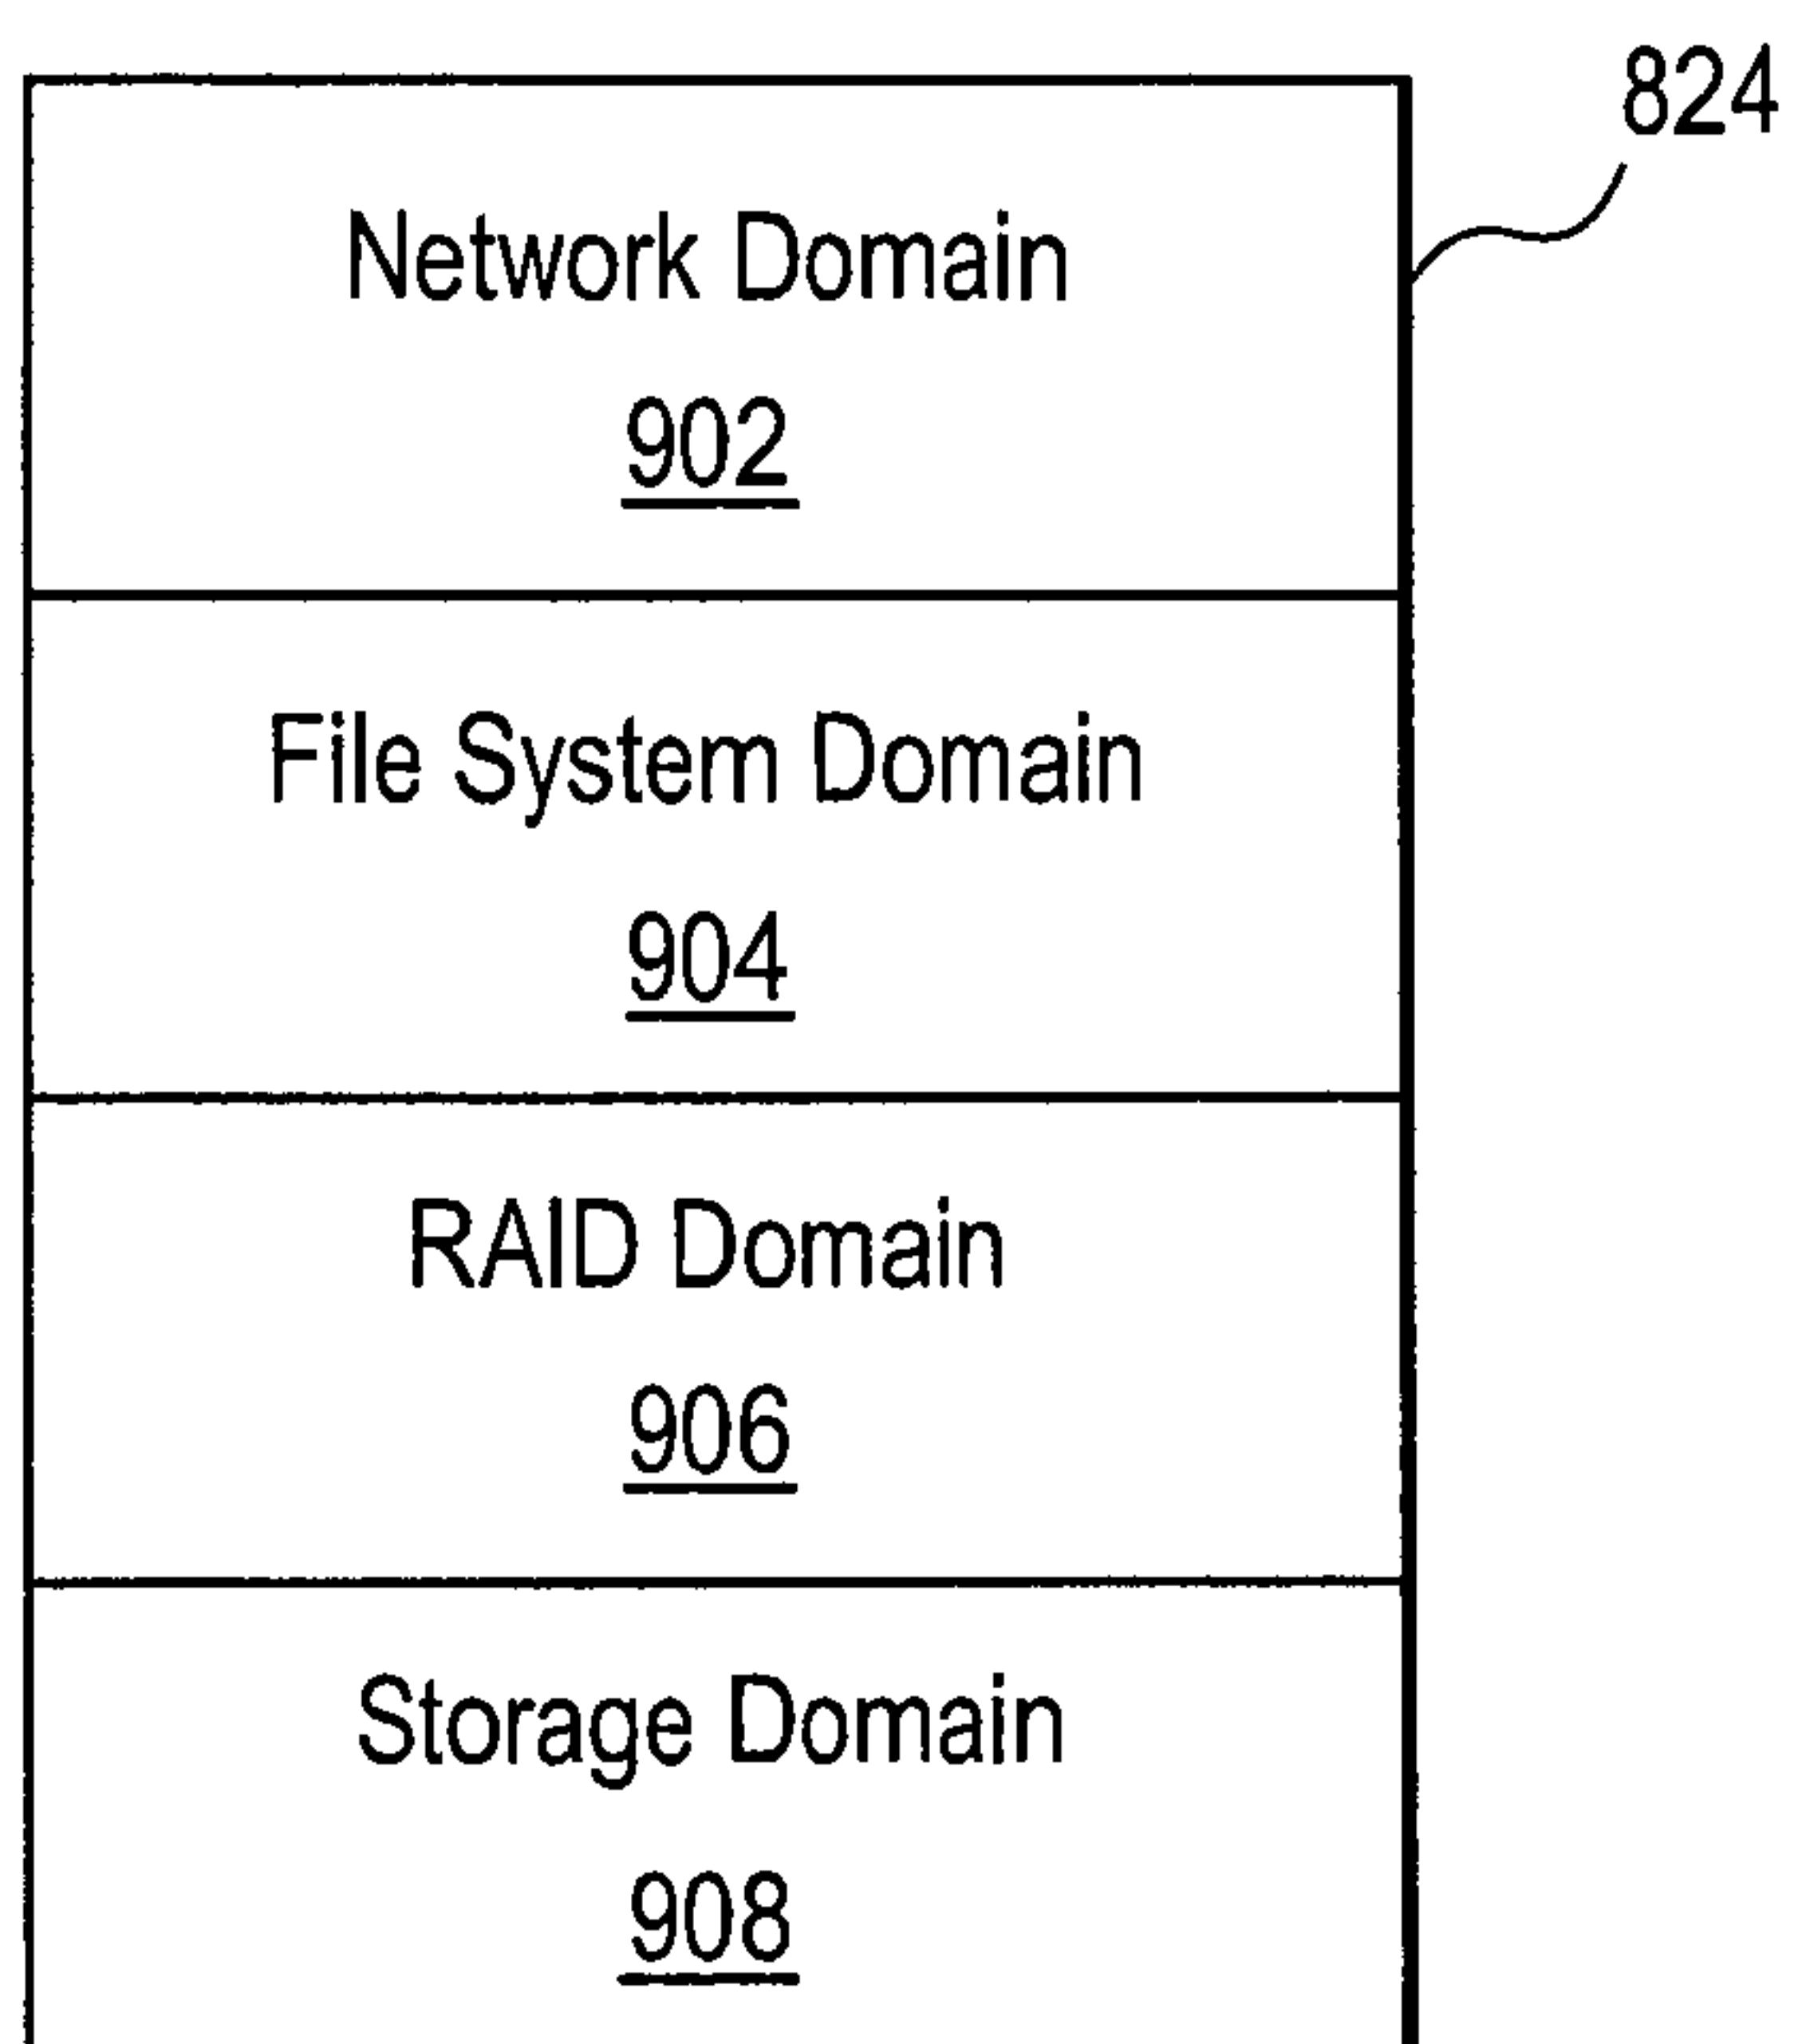 824
Network Domain
902
File System Domain
904
RAID Domain
906
Storage Domain
908